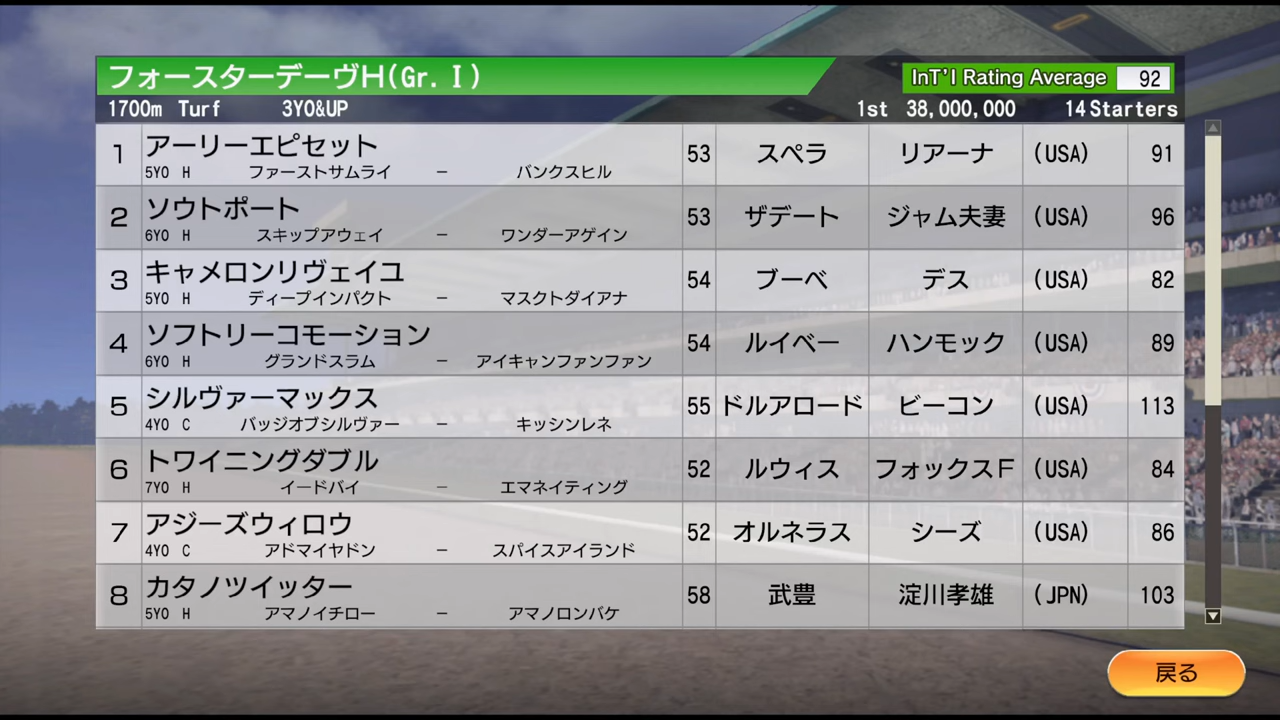 フォースターデーヴH(Gr.Ⅰ)
InT'l Rating Average 92
1700m Turf 3YO&UP 1st 38,000,000 14Starters
1 アーリーエピセット 53 スペラ リアーナ (USA) 91
5YO H ファーストサムライ － バンクスヒル
2 ソウトポート 53 ザデート ジャム夫妻 (USA) 96
6YO H スキップアウェイ － ワンダーアゲイン
3 キャメロンリヴェイユ 54 ブーベ デス (USA) 82
5YO H ディープインパクト － マスクトダイアナ
4 ソフトリーコモーション 54 ルイベー ハンモック (USA) 89
6YO H グランドスラム － アイキャンファンファン
5 シルヴァーマックス 55 ドルアロード ビーコン (USA) 113
4YO C バッジオブシルヴァー － キッシンレネ
6 トワイニングダブル 52 ルウィス フォックスF (USA) 84
7YO H イードバイ － エマネイティング
7 アジーズウィロウ 52 オルネラス シーズ (USA) 86
4YO C アドマイヤドン － スパイスアイランド
8 カタノツイッター 58 武豊 淀川孝雄 (JPN) 103
5YO H アマノイチロー － アマノロンバケ
戻る